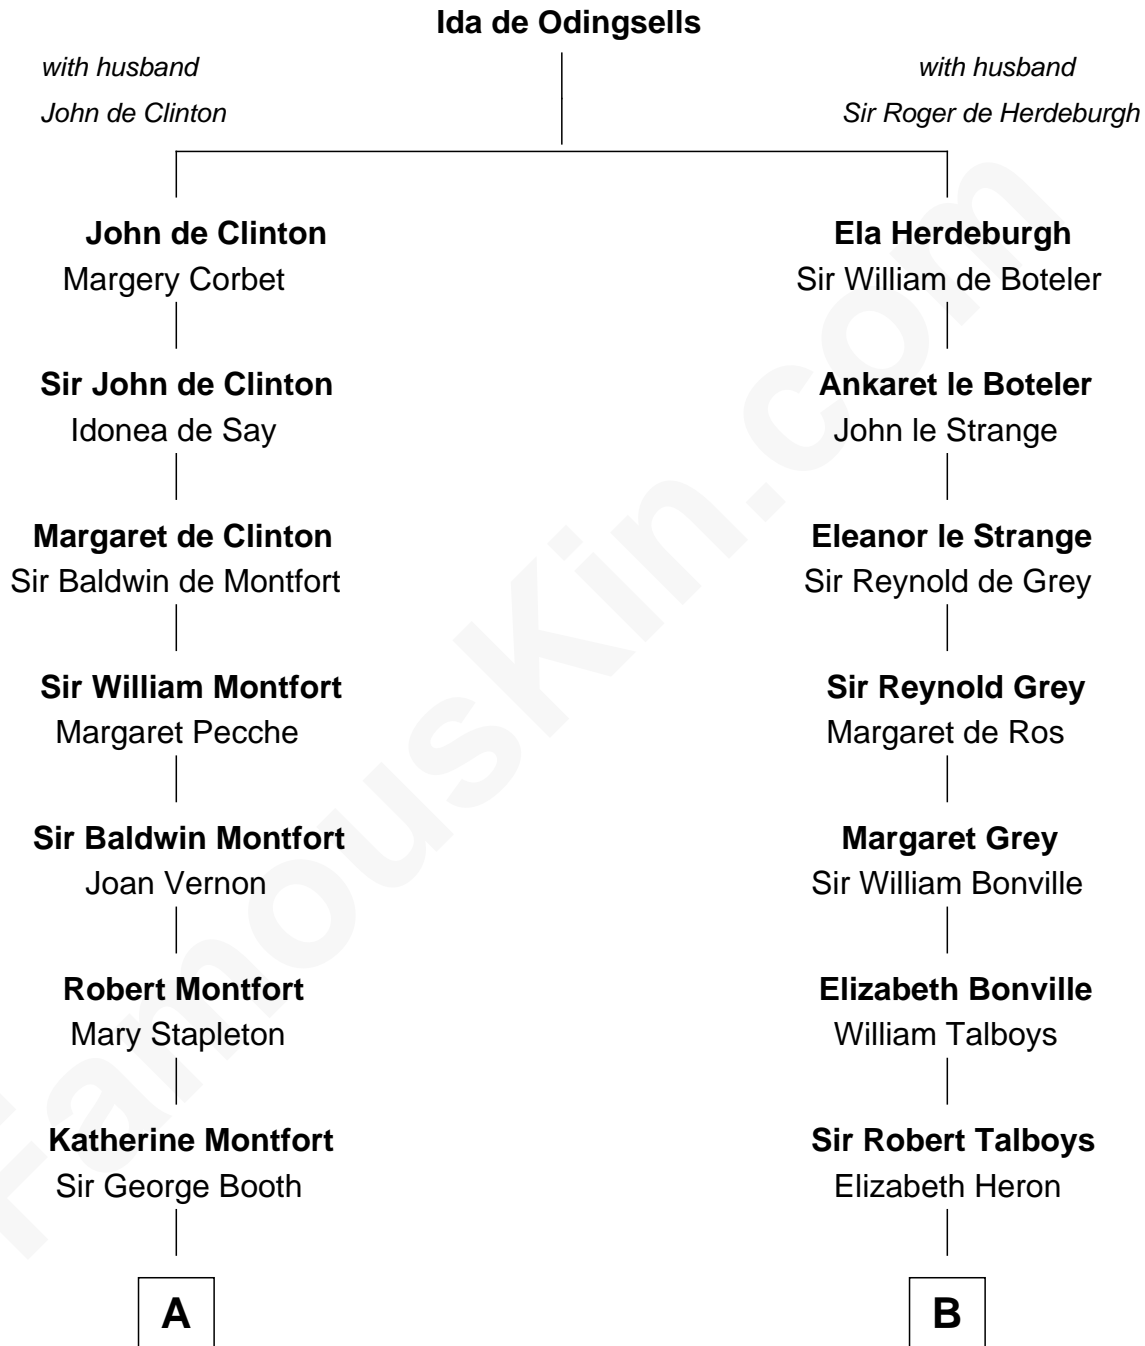 Ida de Odingsells
with husband
John de Clinton
with husband
Sir Roger de Herdeburgh
John de Clinton
Margery Corbet
Ela Herdeburgh
Sir William de Boteler
Sir John de Clinton
Idonea de Say
Ankaret le Boteler
John le Strange
Margaret de Clinton
Sir Baldwin de Montfort
Eleanor le Strange
Sir Reynold de Grey
Sir William Montfort
Margaret Pecche
Sir Reynold Grey
Margaret de Ros
Sir Baldwin Montfort
Joan Vernon
Margaret Grey
Sir William Bonville
Robert Montfort
Mary Stapleton
Elizabeth Bonville
William Talboys
Katherine Montfort
Sir George Booth
Sir Robert Talboys
Elizabeth Heron
A
B
FamousKin.com